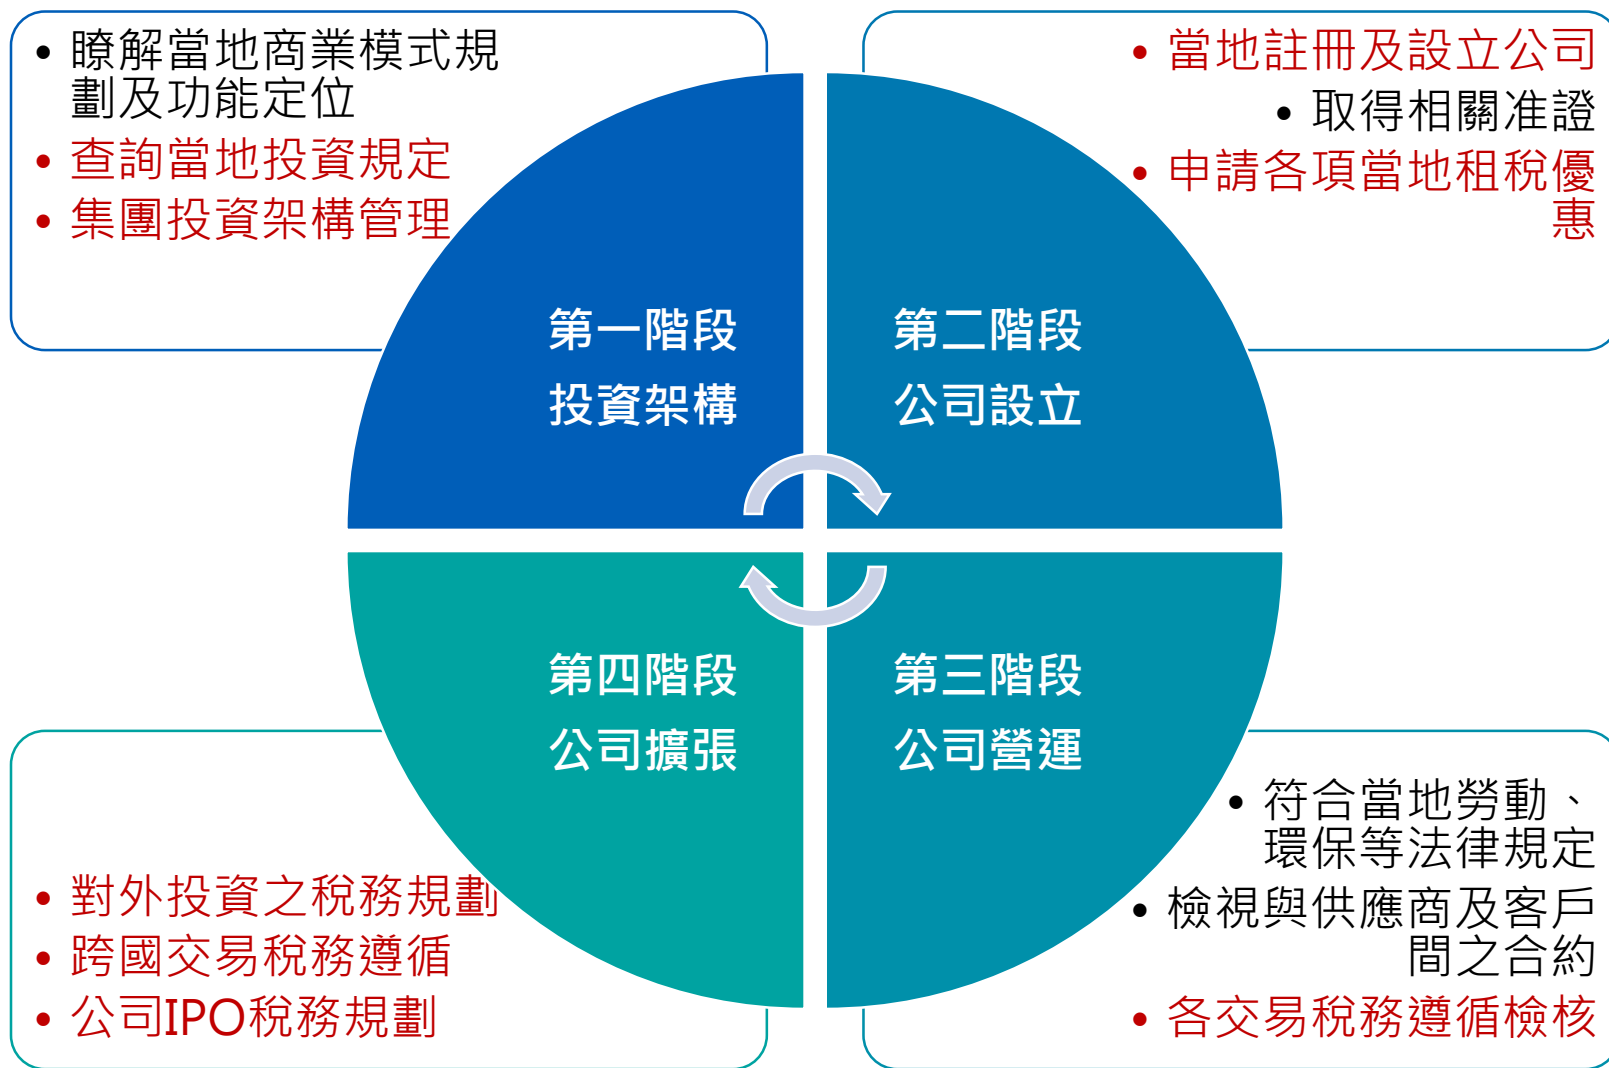 • 瞭解當地商業模式規
劃及功能定位
• 查詢當地投資規定
• 集團投資架構管理
• 當地註冊及設立公司
• 取得相關准證
• 申請各項當地租稅優
惠
第一階段
投資架構
第二階段
公司設立
第四階段
公司擴張
第三階段
公司營運
• 對外投資之稅務規劃
• 跨國交易稅務遵循
• 公司IPO稅務規劃
• 符合當地勞動、
環保等法律規定
• 檢視與供應商及客戶
間之合約
• 各交易稅務遵循檢核